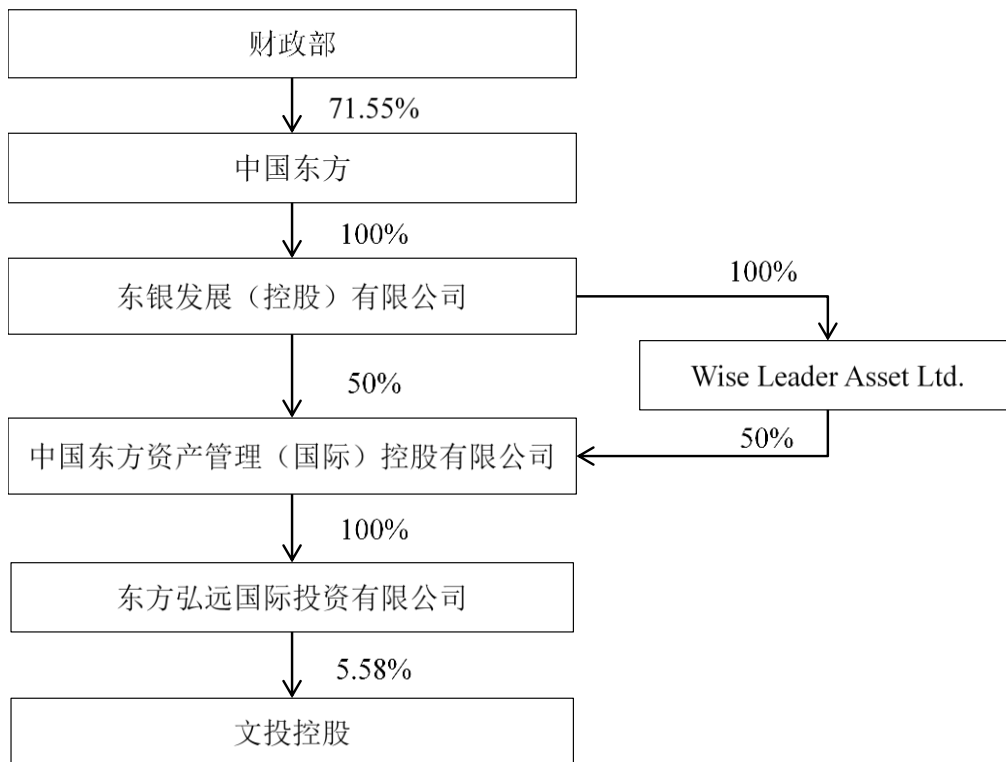 财政部
71.55%
中国东方
100%
东银发展（控股）有限公司
100%
50%
Wise Leader Asset Ltd.
50%
中国东方资产管理（国际）控股有限公司
100%
东方弘远国际投资有限公司
5.58%
文投控股